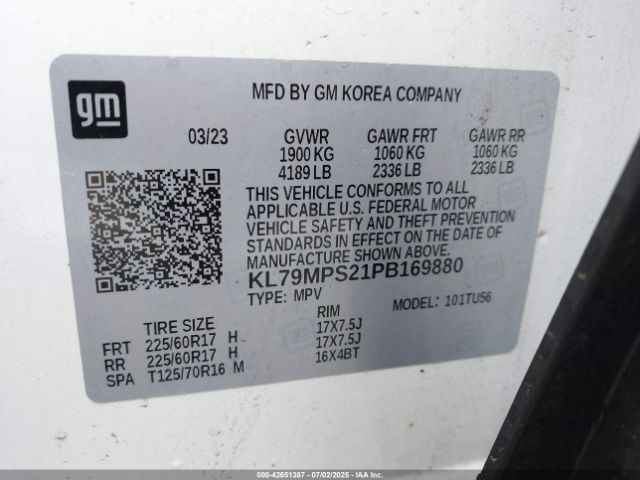 gm
MFD BY GM KOREA COMPANY
03/23 GVWR GAWR FRT GAWR RR
1900 KG 1060 KG 1060 KG
4189 LB 2336 LB 2336 LB
THIS VEHICLE CONFORMS TO ALL
APPLICABLE U.S. FEDERAL MOTOR
VEHICLE SAFETY AND THEFT PREVENTION
STANDARDS IN EFFECT ON THE DATE OF
MANUFACTURE SHOWN ABOVE.
KL79MPS21PB169880
TYPE: MPV MODEL: 101TU56
TIRE SIZE RIM
FRT 225/60R17 H 17X7.5J
RR 225/60R17 H 17X7.5J
SPA T125/70R16 M 16X4BT
000-42651387 07/02/2025 IAAI.COM